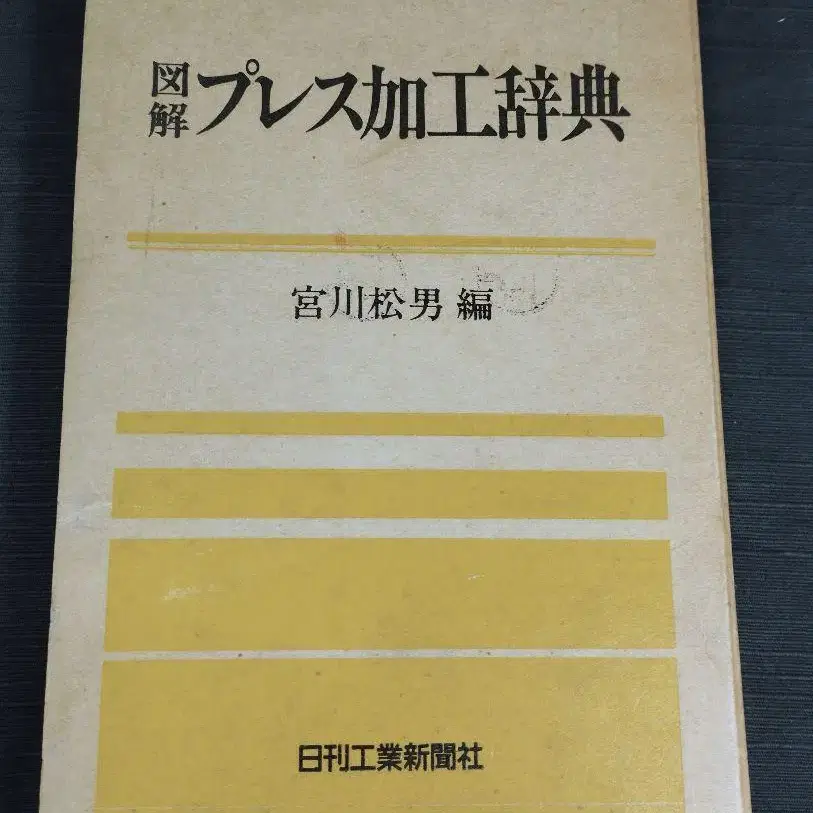 図解 プレス加工辞典
宮川松男 編
日刊工業新聞社